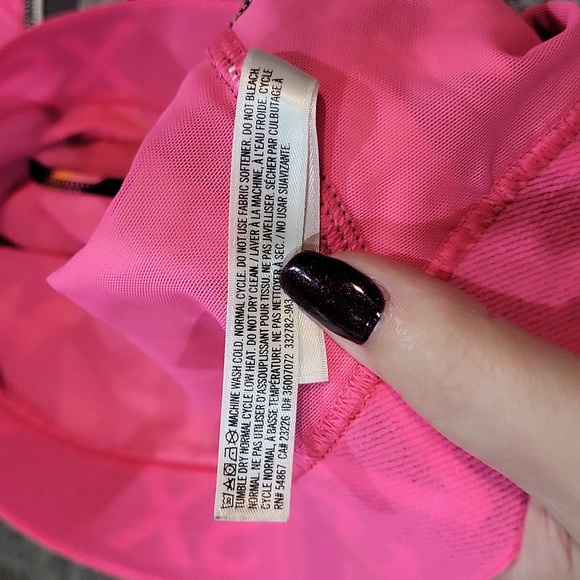 MACHINE WASH COLD. NORMAL CYCLE. DO NOT USE FABRIC SOFTENER. DO NOT BLEACH.
TUMBLE DRY NORMAL CYCLE LOW HEAT. DO NOT DRY CLEAN. / LAVER À LA MACHINE, À L'EAU FROIDE. CYCLE
NORMAL. NE PAS UTILISER D'ASSOUPLISSANT POUR TISSU. NE PAS JAVELLISER. SÉCHER PAR CULBUTAGE À
CYCLE NORMAL, À BASSE TEMPÉRATURE. NE PAS NETTOYER À SEC. / NO USAR SUAVIZANTE.
RN# 54867 CA# 23226 ID# 36007072 332782-9A3